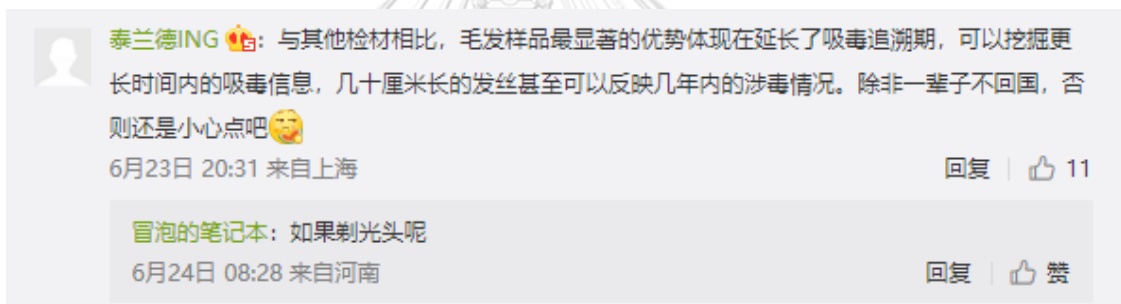 泰兰德ING：与其他检材相比，毛发样品最显著的优势体现在延长了吸毒追溯期，可以挖掘更
长时间内的吸毒信息，几十厘米长的发丝甚至可以反映几年内的涉毒情况。除非一辈子不回国，否
则还是小心点吧
6月23日 20:31 来自上海 回复 11
冒泡的笔记本：如果剃光头呢
6月24日 08:28 来自河南 回复 赞